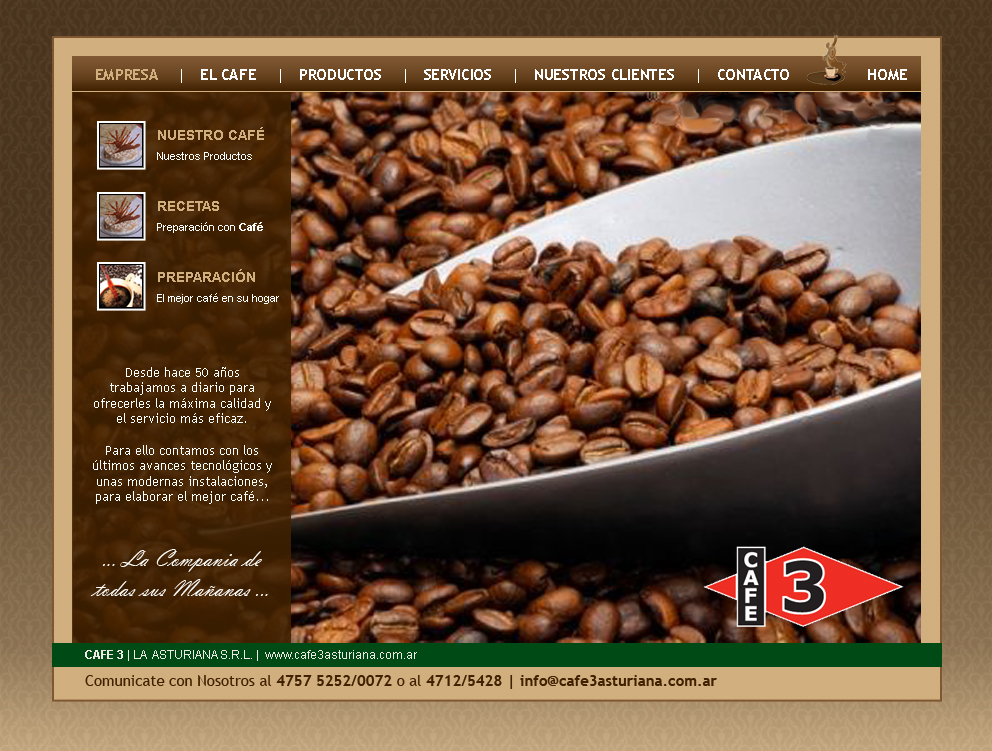 EMPRESA | EL CAFE | PRODUCTOS | SERVICIOS | NUESTROS CLIENTES | CONTACTO HOME
NUESTRO CAFÉ
Nuestros Productos
RECETAS
Preparación con Café
PREPARACIÓN
El mejor café en su hogar
Desde hace 50 años
trabajamos a diario para
ofrecerles la máxima calidad y
el servicio más eficaz.
Para ello contamos con los
últimos avances tecnológicos y
unas modernas instalaciones,
para elaborar el mejor café...
... La Compania de
todas sus Mañanas ...
CAFE 3
CAFE 3 | LA ASTURIANA S.R.L. | www.cafe3asturiana.com.ar
Comunicate con Nosotros al 4757 5252/0072 o al 4712/5428 | info@cafe3asturiana.com.ar